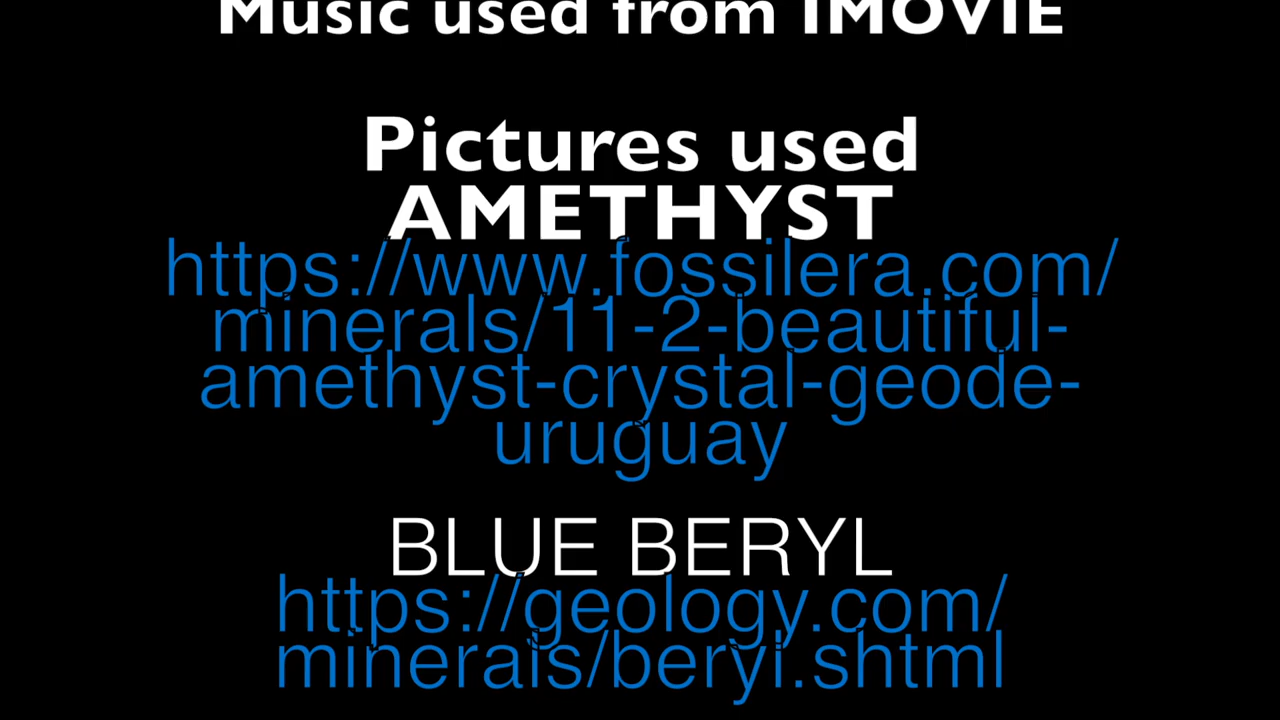 Music used from IMOVIE
Pictures used
AMETHYST
https://www.fossilera.com/
minerals/11-2-beautiful-
amethyst-crystal-geode-
uruguay
BLUE BERYL
https://geology.com/
minerals/beryl.shtml